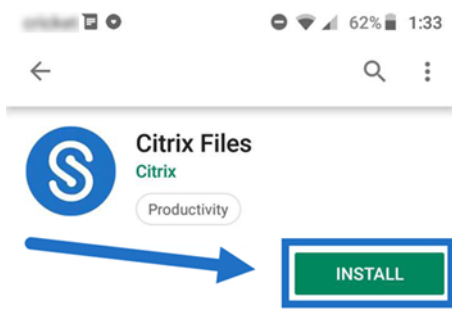 62% 1:33
Citrix Files
Citrix
Productivity
INSTALL